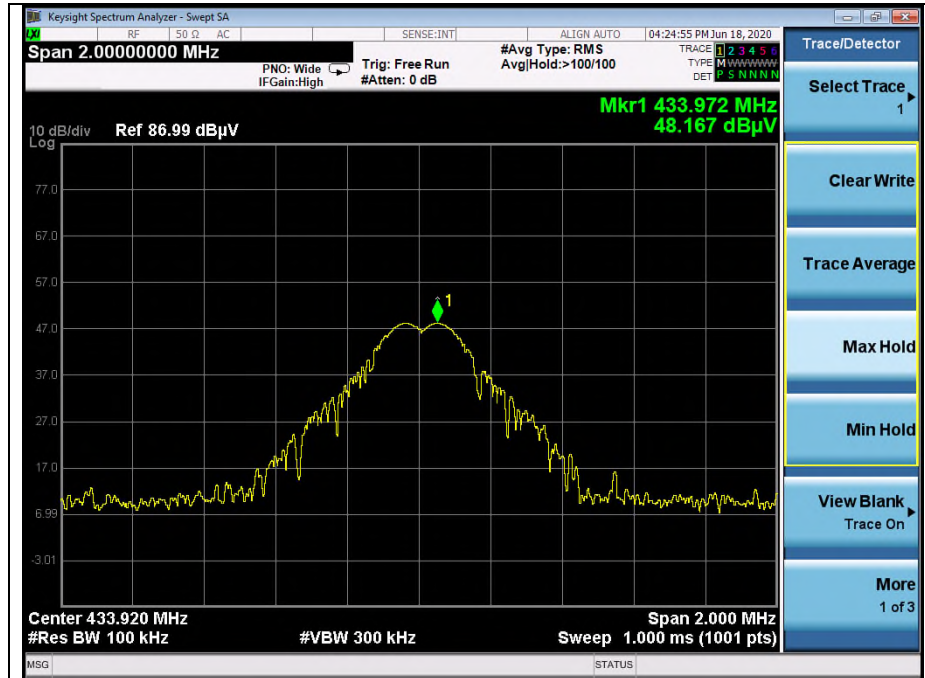 Keysight Spectrum Analyzer - Swept SA
LXI RF 50 Ω AC SENSE:INT ALIGN AUTO 04:24:55 PM Jun 18, 2020
Span 2.00000000 MHz
PNO: Wide
IFGain:High
Trig: Free Run
#Atten: 0 dB
#Avg Type: RMS
Avg|Hold:>100/100
TRACE 1 2 3 4 5 6
TYPE M W W W W W
DET P S N N N N
Mkr1 433.972 MHz
48.167 dBµV
10 dB/div Ref 86.99 dBµV
Log
77.0
67.0
57.0
47.0
37.0
27.0
17.0
6.99
-3.01
1
Center 433.920 MHz Span 2.000 MHz
#Res BW 100 kHz #VBW 300 kHz Sweep 1.000 ms (1001 pts)
MSG STATUS
Trace/Detector
Select Trace
1
Clear Write
Trace Average
Max Hold
Min Hold
View Blank
Trace On
More
1 of 3